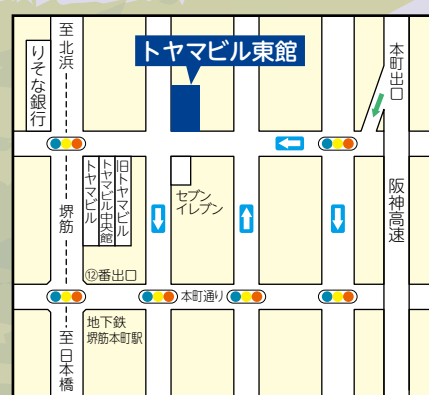 至北浜
りそな銀行
トヤマビル東館
本町出口
阪神高速
トヤマビル
トヤマビル中央館
旧トヤマビル
セブン
イレブン
堺筋
⑫番出口
本町通り
地下鉄
堺筋本町駅
至日本橋